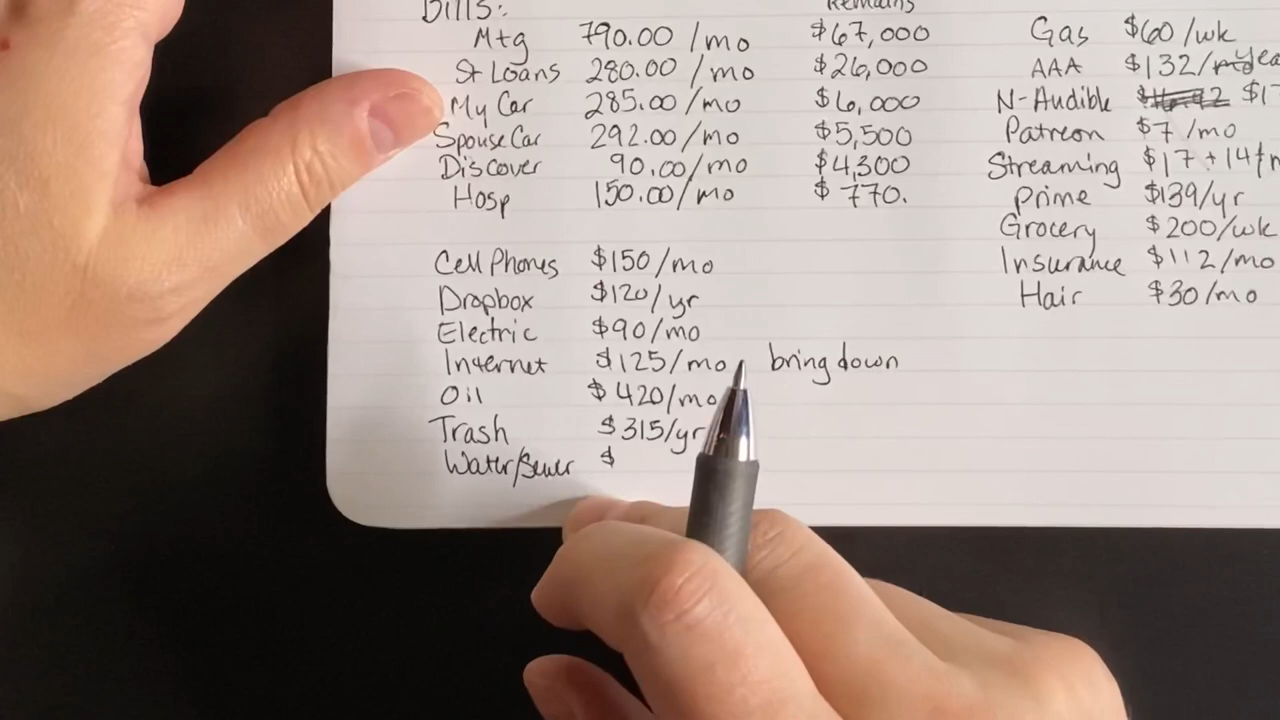 Bills: Remains
Mtg 790.00 /mo $67,000
St Loans 280.00 /mo $26,000
My Car 285.00/mo $6,000
Spouse Car 292.00/mo $5,500
Discover 90.00/mo $4,300
Hosp 150.00/mo $ 770.
Cell Phones $150/mo
Dropbox $120/yr
Electric $90/mo
Internet $125/mo bring down
Oil $420/mo
Trash $315/yr
Water/Sewer $
Gas $60/wk
AAA $132/
N-Audible
Patreon $7/mo
Streaming $17 + 14/
Prime $139/yr
Grocery $200/wk
Insurance $112/mo
Hair $30/mo